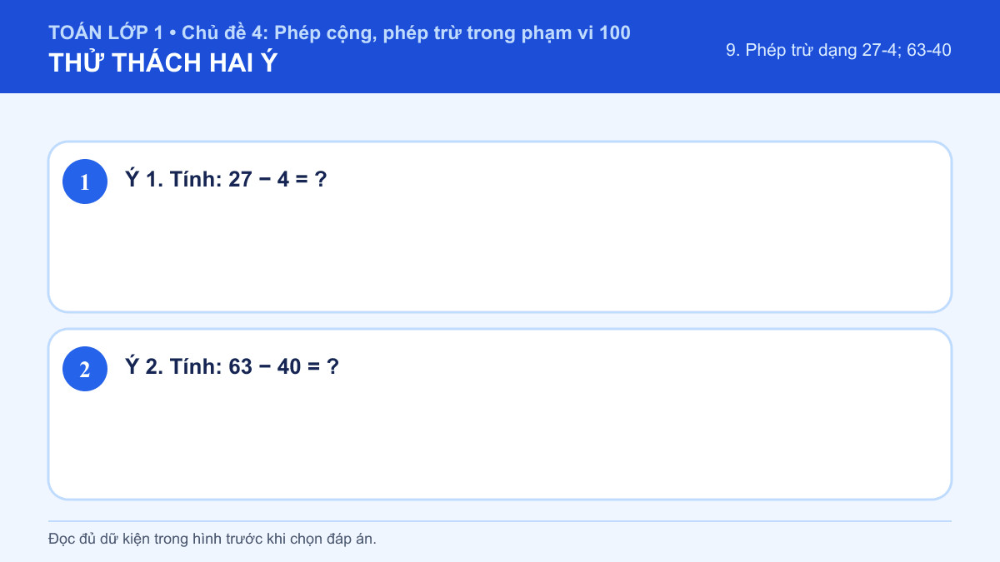 TOÁN LỚP 1 • Chủ đề 4: Phép cộng, phép trừ trong phạm vi 100
THỬ THÁCH HAI Ý
9. Phép trừ dạng 27-4; 63-40
1
Ý 1. Tính: 27 − 4 = ?
2
Ý 2. Tính: 63 − 40 = ?
Đọc đủ dữ kiện trong hình trước khi chọn đáp án.